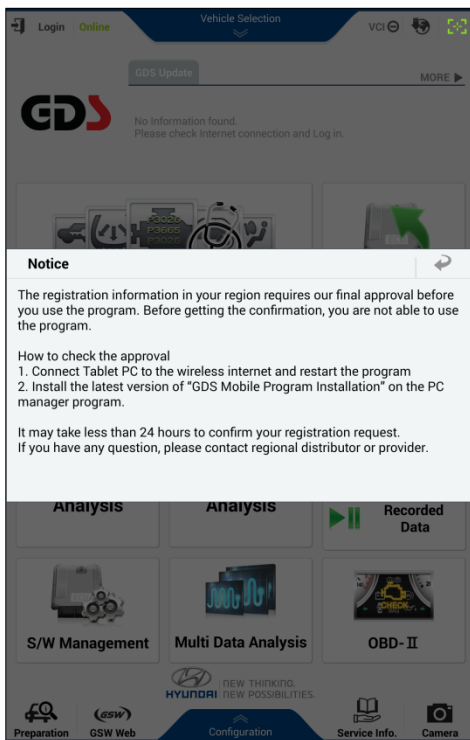 Login Online
Vehicle Selection
VCI
GDS Update
MORE
GDS
No Information found.
Please check Internet connection and Log in.
P3026
P3665
P3026
Notice
The registration information in your region requires our final approval before
you use the program. Before getting the confirmation, you are not able to use
the program.
How to check the approval
1. Connect Tablet PC to the wireless internet and restart the program
2. Install the latest version of "GDS Mobile Program Installation" on the PC
manager program.
It may take less than 24 hours to confirm your registration request.
If you have any question, please contact regional distributor or provider.
Analysis
Analysis
Recorded
Data
CHECK
S/W Management
Multi Data Analysis
OBD-II
HYUNDAI
NEW THINKING.
NEW POSSIBILITIES.
GSW
Preparation
GSW Web
Configuration
Service Info.
Camera